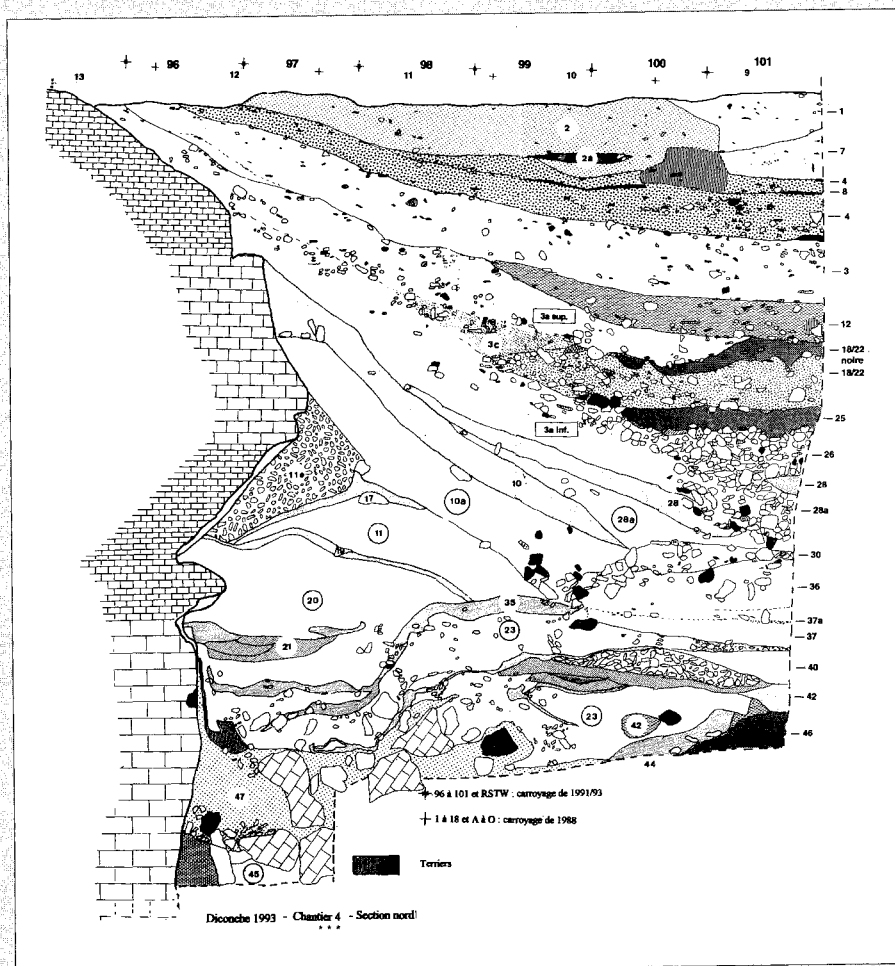 96 97 98 99 100 101
13 12 11 10 9
1
2
7
2a
4
8
4
3
3a sup.
12
3c
18/22
noire
18/22
25
3a inf.
26
11a
10
28
28
17
10a
28a
28a
11
30
19
36
20
35
37a
23
37
21
40
42
23
42
46
44
47
96 à 101 et RSTW : carroyage de 1991/93
1 à 18 et A à O : carroyage de 1988
Terriers
45
Diconche 1993 - Chantier 4 - Section nord
* * *